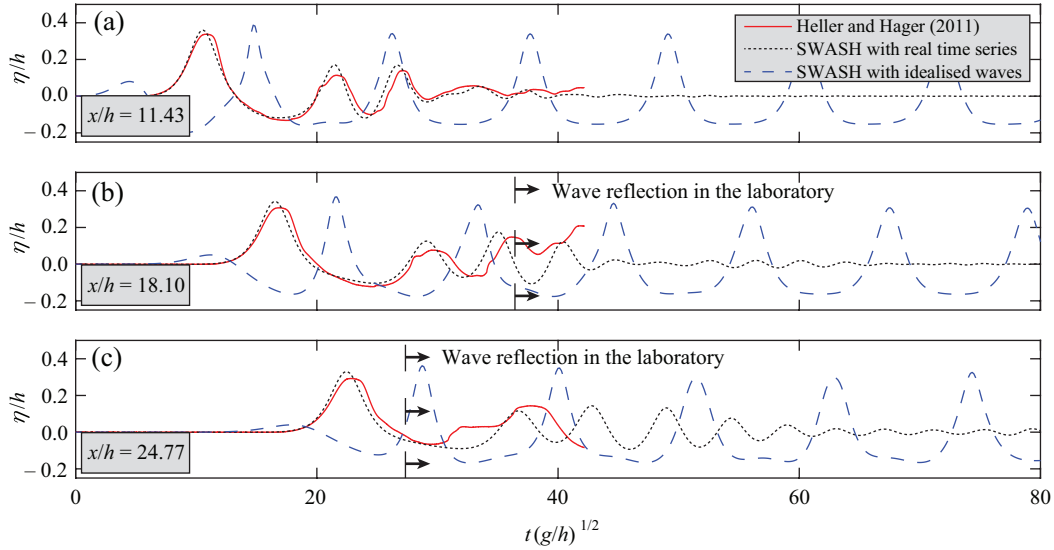 (a)
Heller and Hager (2011)
SWASH with real time series
SWASH with idealised waves
η/h
0.4
0.2
0.0
−0.2
x/h = 11.43
(b)
Wave reflection in the laboratory
η/h
0.4
0.2
0.0
−0.2
x/h = 18.10
(c)
Wave reflection in the laboratory
η/h
0.4
0.2
0.0
−0.2
x/h = 24.77
0 20 40 60 80
t(g/h) 1/2